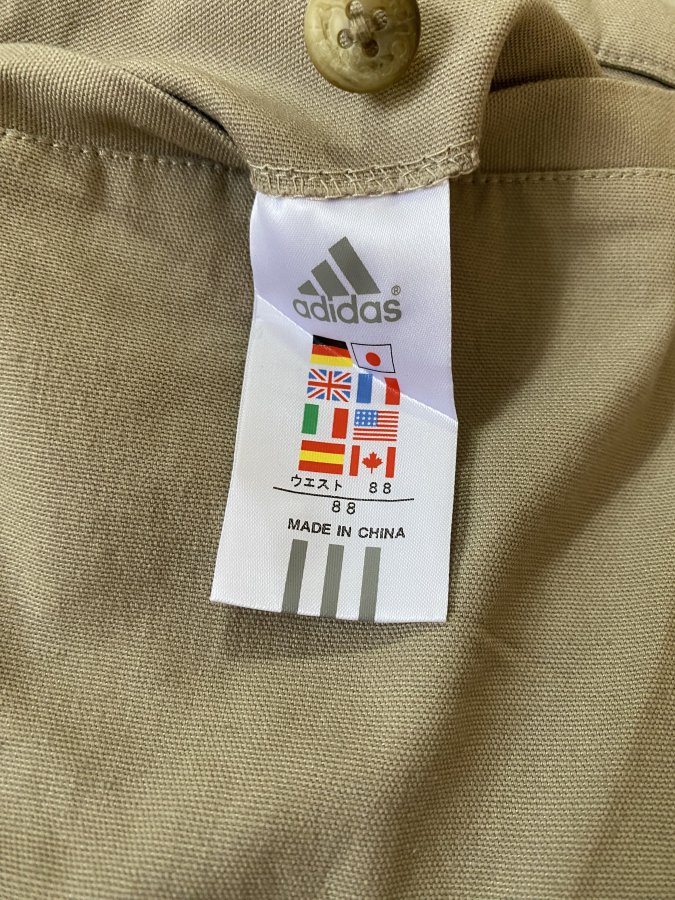 adidas®
ウエスト 88
88
MADE IN CHINA